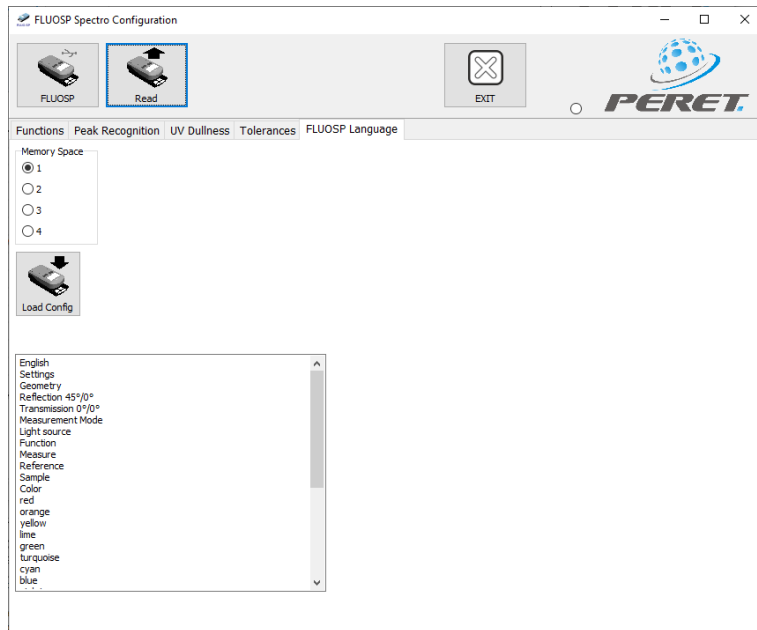 FLUOSP Spectro Configuration
FLUOSP
Read
EXIT
PERET
Functions
Peak Recognition
UV Dullness
Tolerances
FLUOSP Language
Memory Space
1
2
3
4
Load Config
English
Settings
Geometry
Reflection 45°/0°
Transmission 0°/0°
Measurement Mode
Light source
Function
Measure
Reference
Sample
Color
red
orange
yellow
lime
green
turquoise
cyan
blue